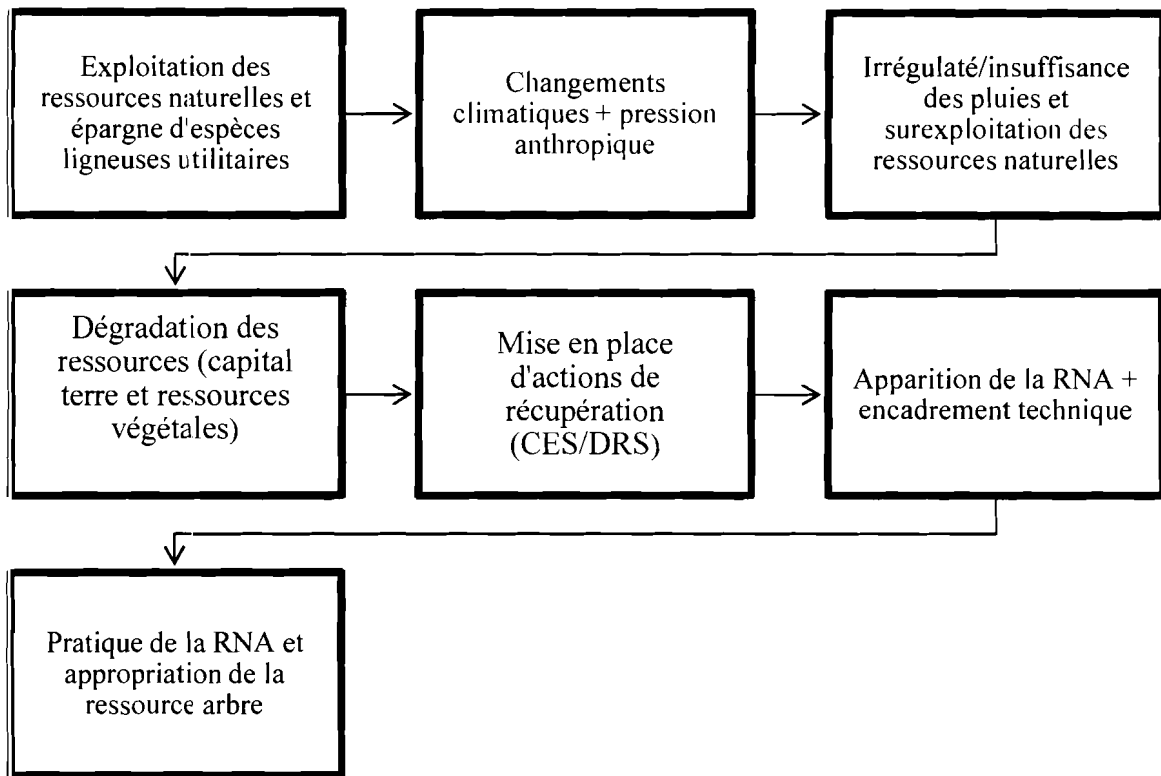 Exploitation des
ressources naturelles et
épargne d'espèces
ligneuses utilitaires
Changements
climatiques + pression
anthropique
Irrégulaté/insuffisance
des pluies et
surexploitation des
ressources naturelles
Dégradation des
ressources (capital
terre et ressources
végétales)
Mise en place
d'actions de
récupération
(CES/DRS)
Apparition de la RNA +
encadrement technique
Pratique de la RNA et
appropriation de la
ressource arbre